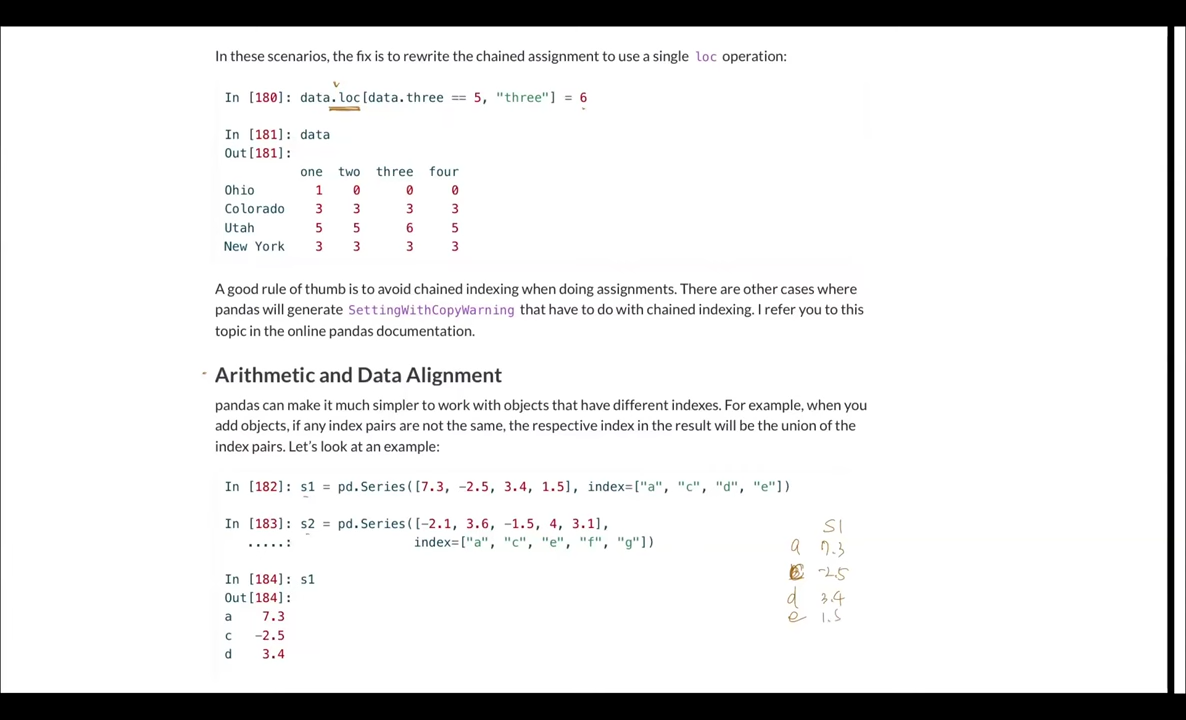 In these scenarios, the fix is to rewrite the chained assignment to use a single loc operation:
In [180]: data.loc[data.three == 5, "three"] = 6
In [181]: data
Out[181]:
one two three four
Ohio 1 0 0 0
Colorado 3 3 3 3
Utah 5 5 6 5
New York 3 3 3 3
A good rule of thumb is to avoid chained indexing when doing assignments. There are other cases where
pandas will generate SettingWithCopyWarning that have to do with chained indexing. I refer you to this
topic in the online pandas documentation.
Arithmetic and Data Alignment
pandas can make it much simpler to work with objects that have different indexes. For example, when you
add objects, if any index pairs are not the same, the respective index in the result will be the union of the
index pairs. Let's look at an example:
In [182]: s1 = pd.Series([7.3, -2.5, 3.4, 1.5], index=["a", "c", "d", "e"])
In [183]: s2 = pd.Series([-2.1, 3.6, -1.5, 4, 3.1],
.....: index=["a", "c", "e", "f", "g"])
In [184]: s1
Out[184]:
a 7.3
c -2.5
d 3.4
S1
a 7.3
c -2.5
d 3.4
e 1.5